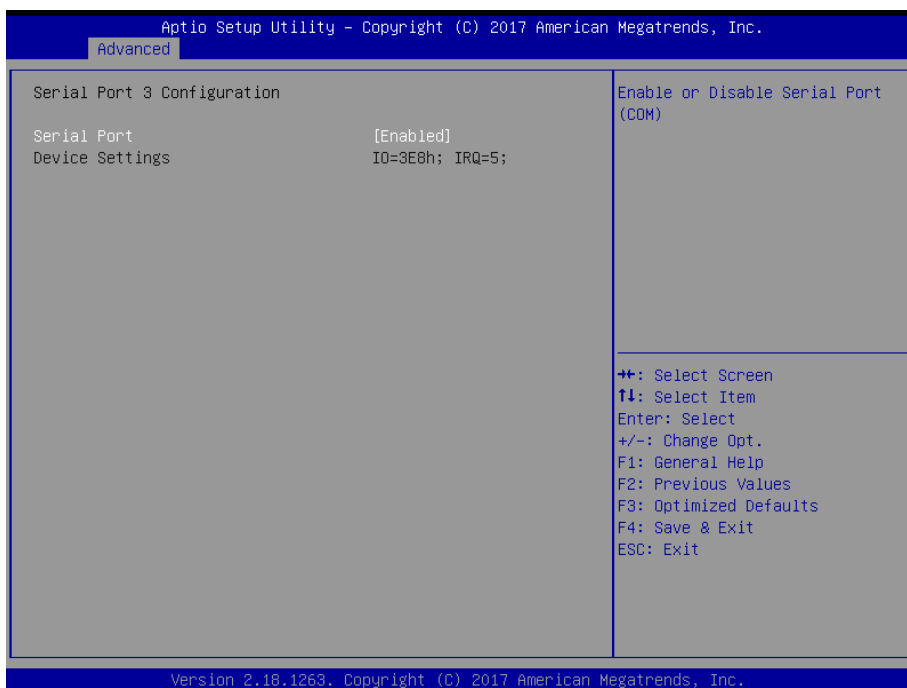 Aptio Setup Utility – Copyright (C) 2017 American Megatrends, Inc.
Advanced
Serial Port 3 Configuration
Serial Port [Enabled]
Device Settings IO=3E8h; IRQ=5;
Enable or Disable Serial Port
(COM)
→←: Select Screen
↑↓: Select Item
Enter: Select
+/-: Change Opt.
F1: General Help
F2: Previous Values
F3: Optimized Defaults
F4: Save & Exit
ESC: Exit
Version 2.18.1263. Copyright (C) 2017 American Megatrends, Inc.